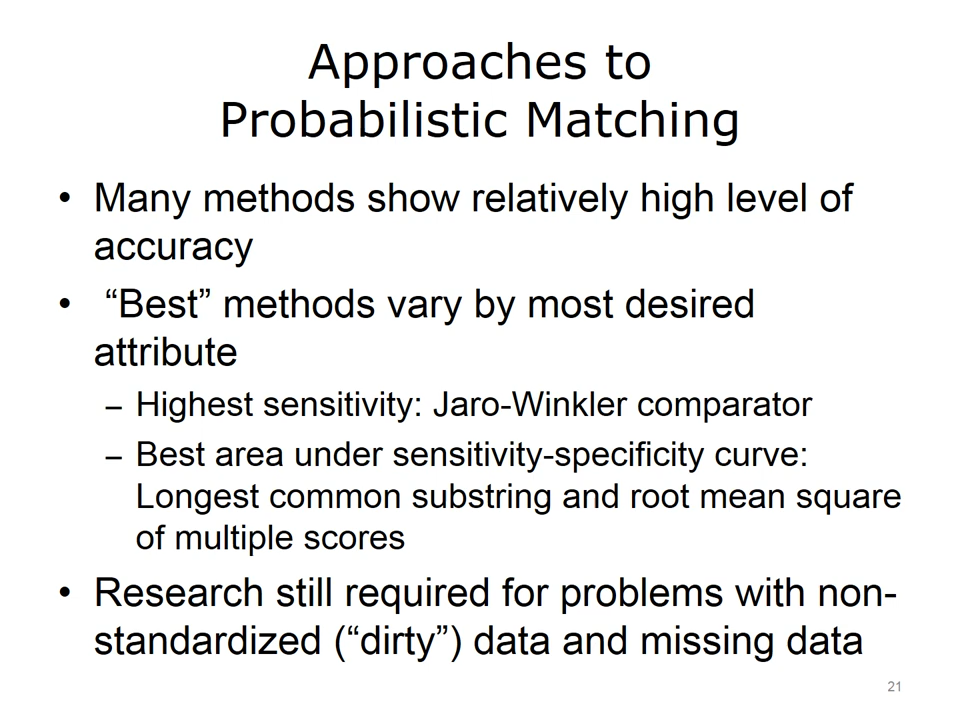 Approaches to
Probabilistic Matching
• Many methods show relatively high level of
accuracy
• “Best” methods vary by most desired
attribute
– Highest sensitivity: Jaro-Winkler comparator
– Best area under sensitivity-specificity curve:
Longest common substring and root mean square
of multiple scores
• Research still required for problems with non-
standardized (“dirty”) data and missing data
21